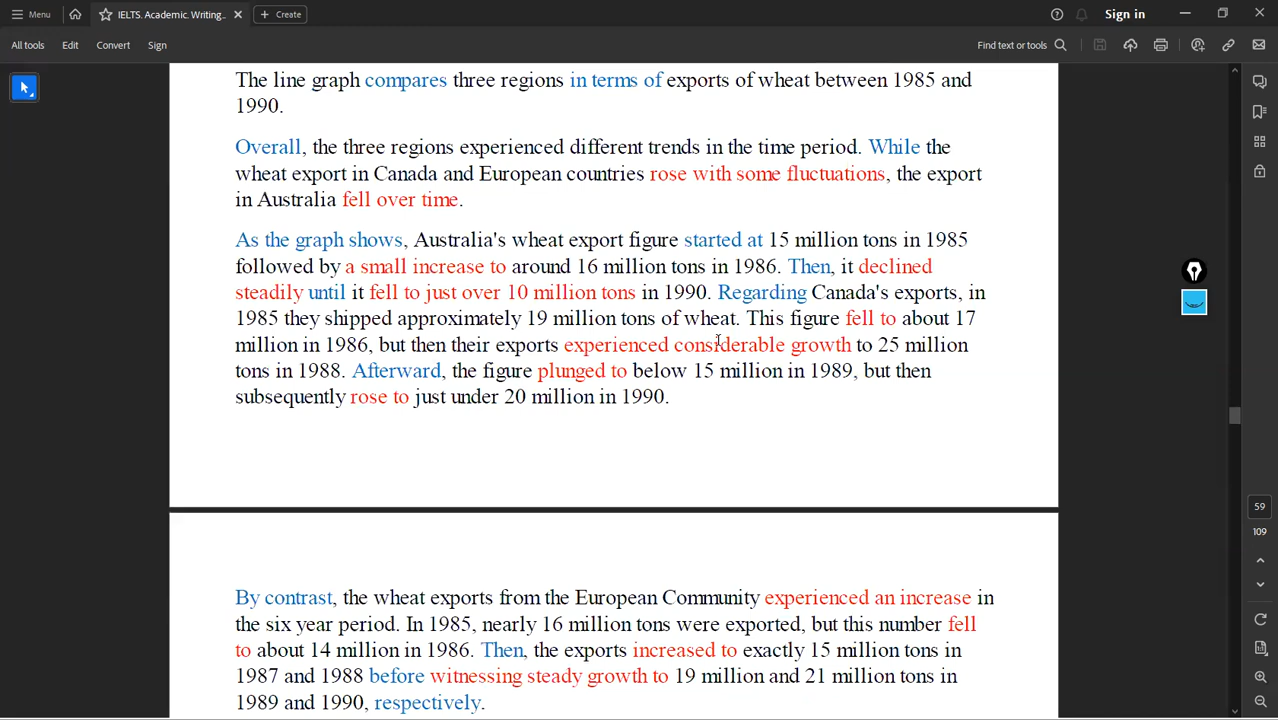 Menu
IELTS. Academic. Writing...
Create
Sign in
All tools Edit Convert Sign
Find text or tools
The line graph compares three regions in terms of exports of wheat between 1985 and
1990.
Overall, the three regions experienced different trends in the time period. While the
wheat export in Canada and European countries rose with some fluctuations, the export
in Australia fell over time.
As the graph shows, Australia's wheat export figure started at 15 million tons in 1985
followed by a small increase to around 16 million tons in 1986. Then, it declined
steadily until it fell to just over 10 million tons in 1990. Regarding Canada's exports, in
1985 they shipped approximately 19 million tons of wheat. This figure fell to about 17
million in 1986, but then their exports experienced considerable growth to 25 million
tons in 1988. Afterward, the figure plunged to below 15 million in 1989, but then
subsequently rose to just under 20 million in 1990.
59
109
By contrast, the wheat exports from the European Community experienced an increase in
the six year period. In 1985, nearly 16 million tons were exported, but this number fell
to about 14 million in 1986. Then, the exports increased to exactly 15 million tons in
1987 and 1988 before witnessing steady growth to 19 million and 21 million tons in
1989 and 1990, respectively.